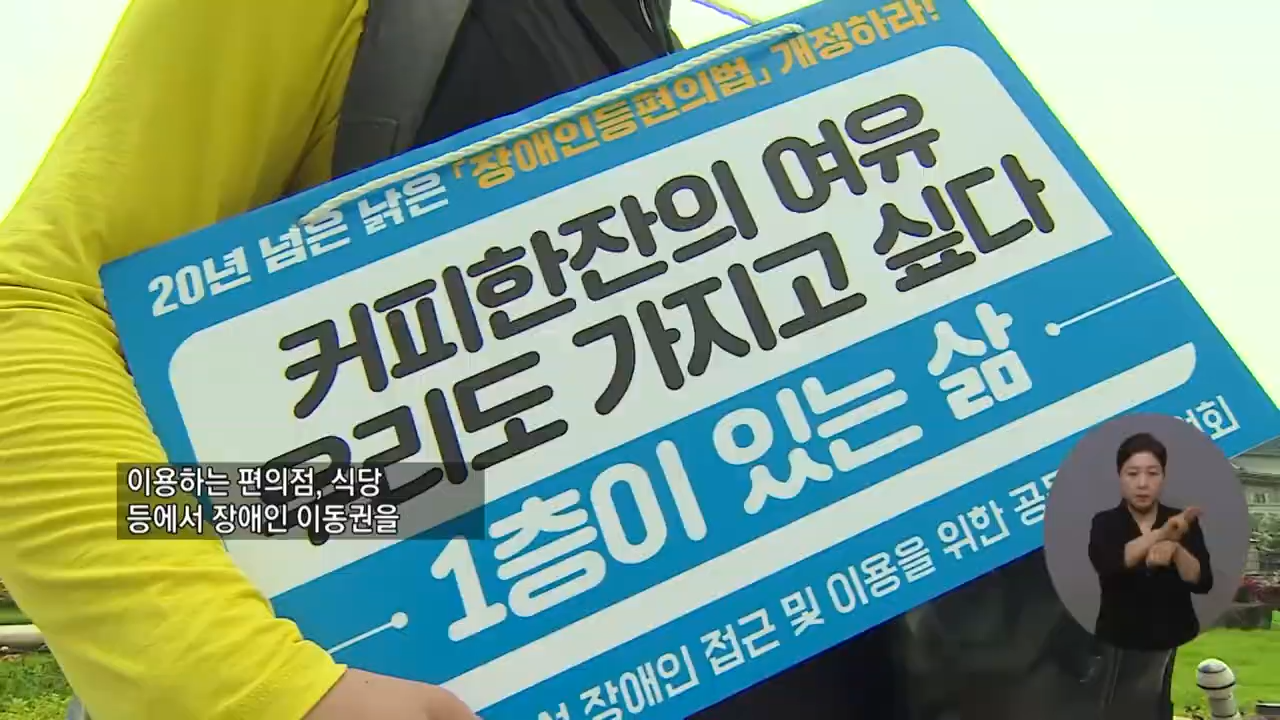 20년 넘은 낡은 「장애인등편의법」 개정하라!
커피한잔의 여유
우리도 가지고 싶다
1층이 있는 삶
장애인 접근 및 이용을 위한
이용하는 편의점, 식당
등에서 장애인 이동권을